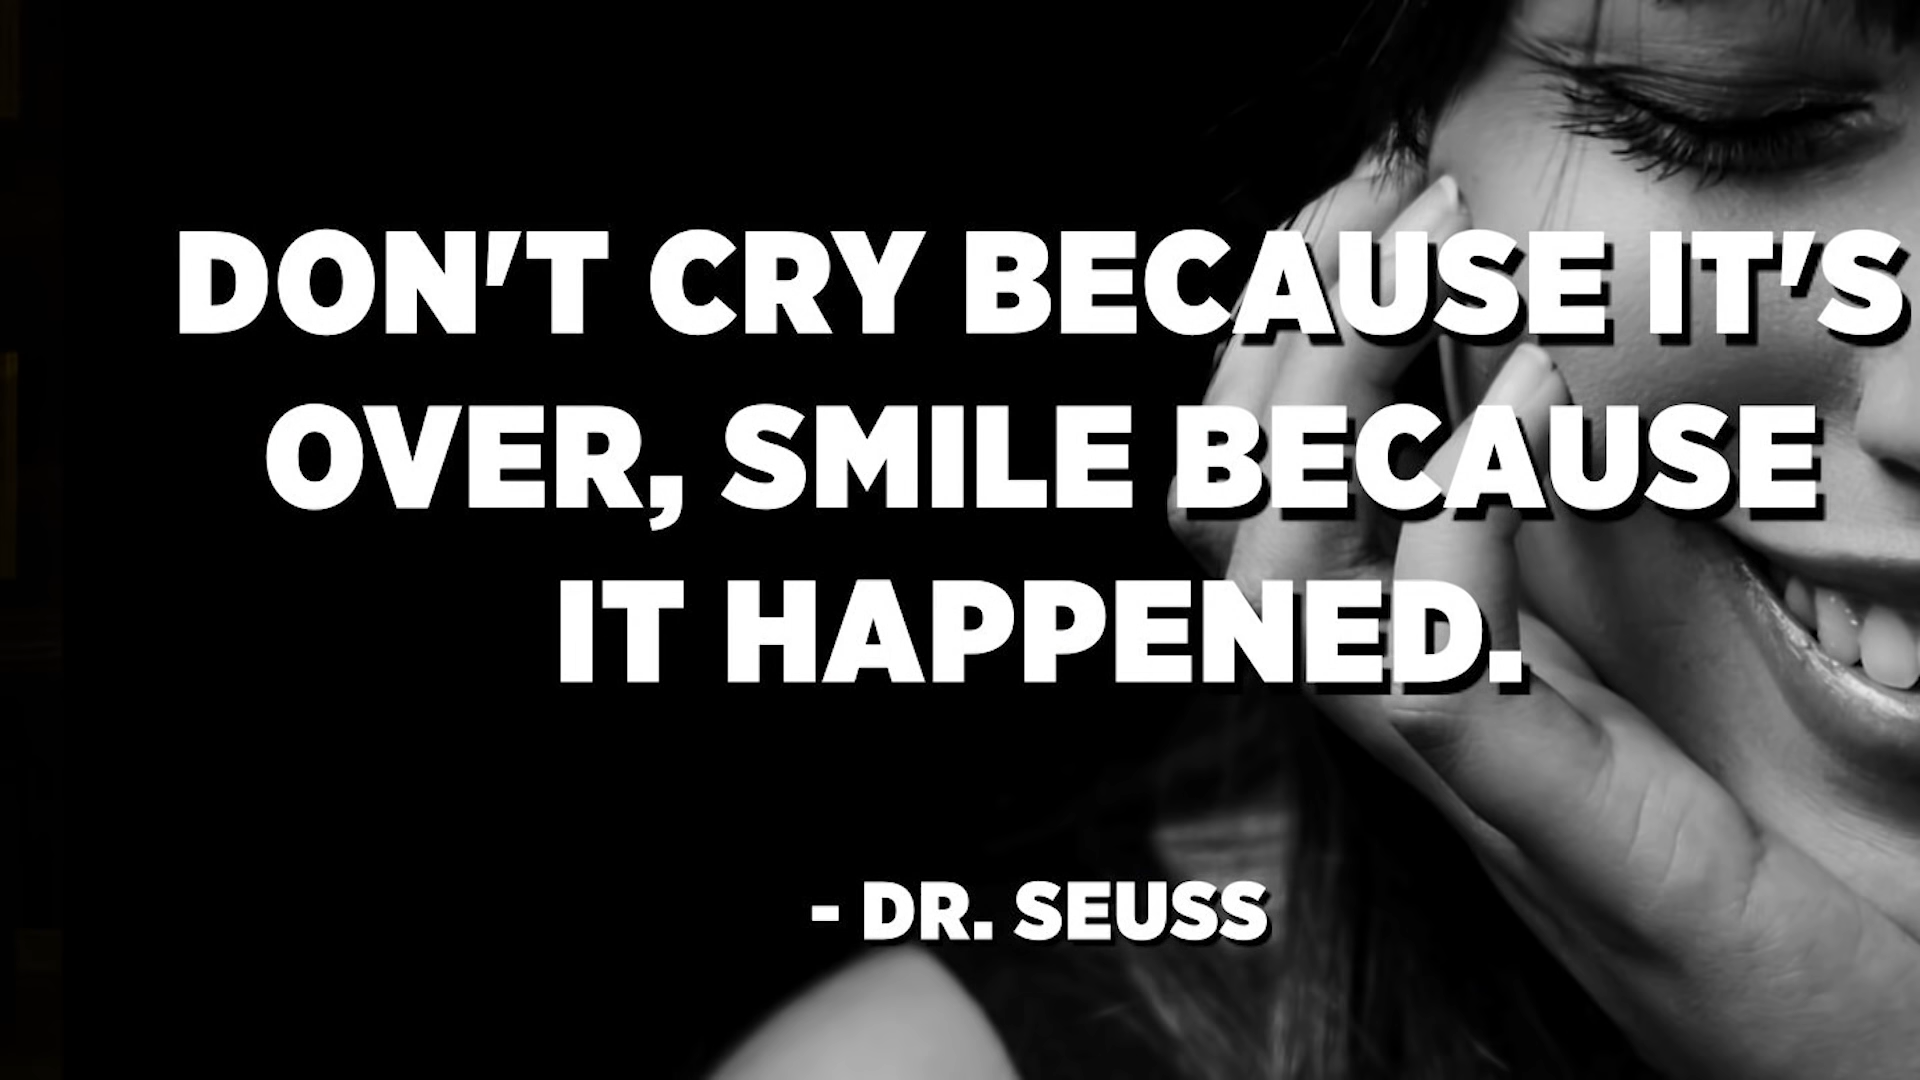 DON'T CRY BECAUSE IT'S
OVER, SMILE BECAUSE
IT HAPPENED.
- DR. SEUSS